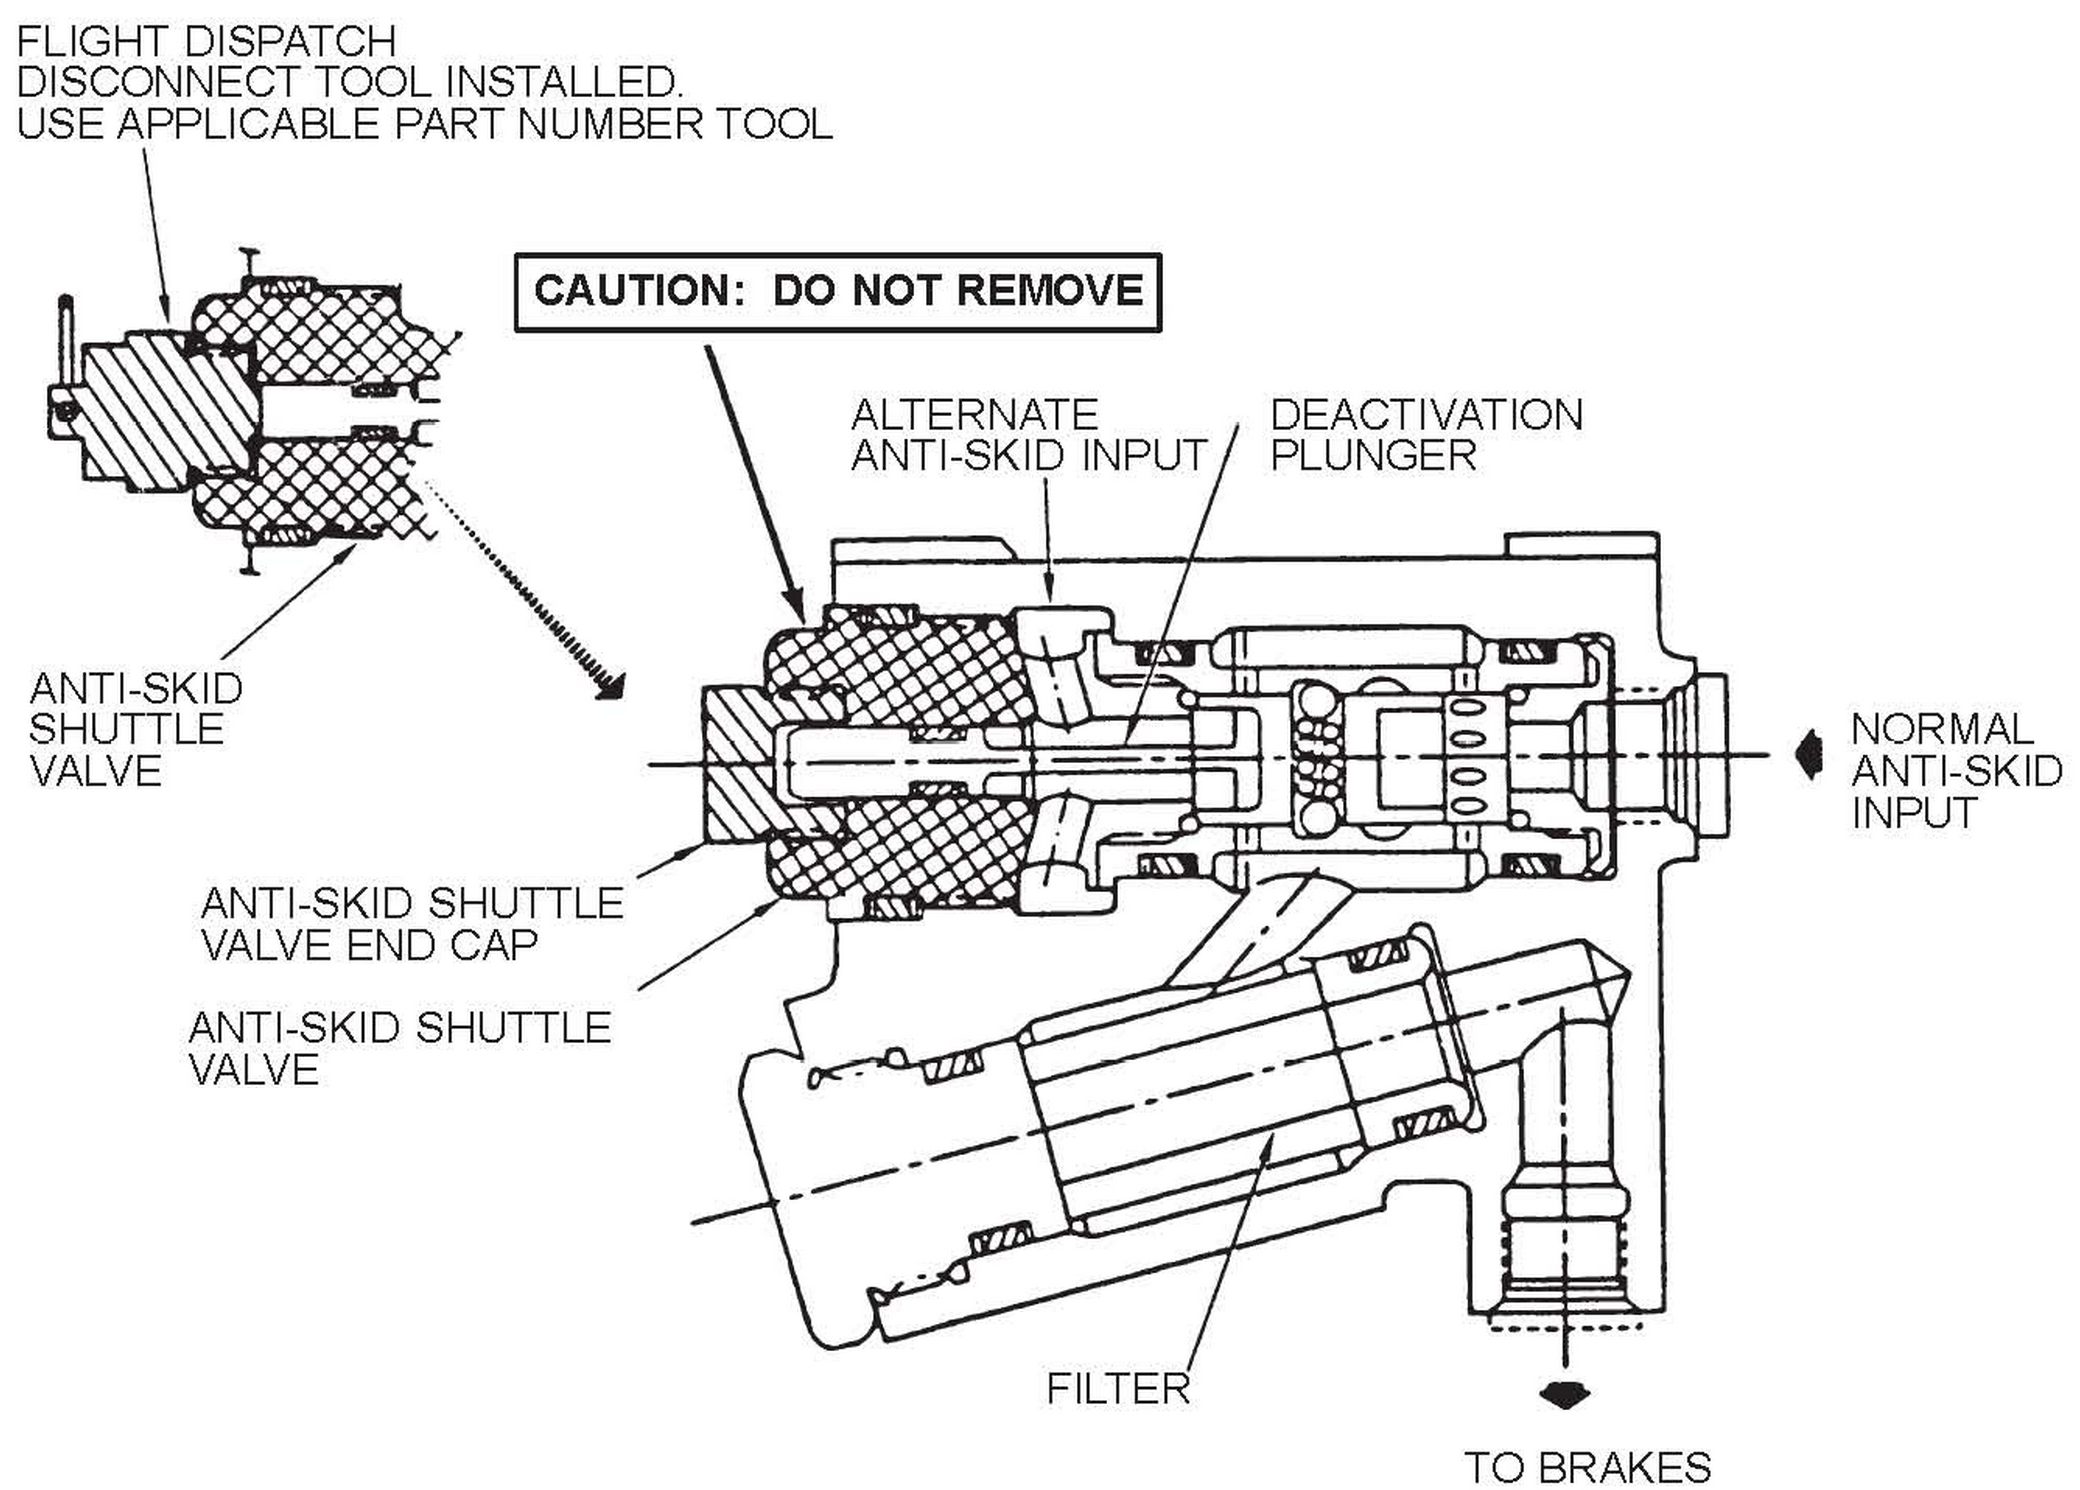 FLIGHT DISPATCH
DISCONNECT TOOL INSTALLED.
USE APPLICABLE PART NUMBER TOOL
CAUTION: DO NOT REMOVE
ALTERNATE
ANTI-SKID INPUT
DEACTIVATION
PLUNGER
ANTI-SKID
SHUTTLE
VALVE
NORMAL
ANTI-SKID
INPUT
ANTI-SKID SHUTTLE
VALVE END CAP
ANTI-SKID SHUTTLE
VALVE
FILTER
TO BRAKES